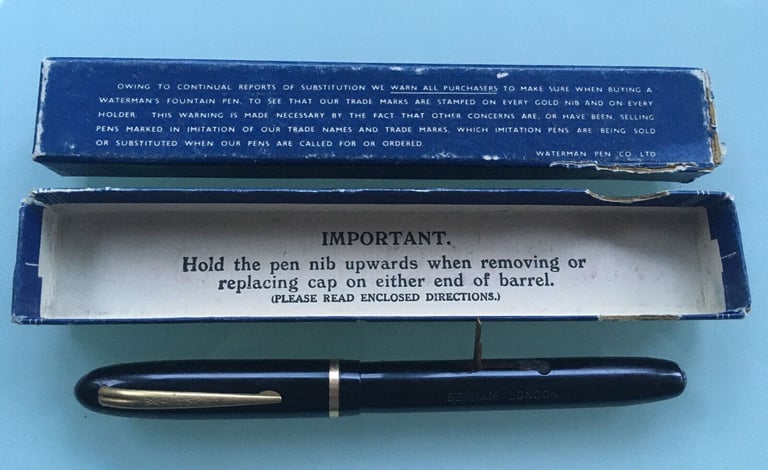 OWING TO CONTINUAL REPORTS OF SUBSTITUTION WE WARN ALL PURCHASERS TO MAKE SURE WHEN BUYING A
WATERMAN'S FOUNTAIN PEN, TO SEE THAT OUR TRADE MARKS ARE STAMPED ON EVERY GOLD NIB AND ON EVERY
HOLDER. THIS WARNING IS MADE NECESSARY BY THE FACT THAT OTHER CONCERNS ARE, OR HAVE BEEN, SELLING
PENS MARKED IN IMITATION OF OUR TRADE NAMES AND TRADE MARKS, WHICH IMITATION PENS ARE BEING SOLD
OR SUBSTITUTED WHEN OUR PENS ARE CALLED FOR OR ORDERED.
WATERMAN PEN CO LTD
IMPORTANT.
Hold the pen nib upwards when removing or
replacing cap on either end of barrel.
(PLEASE READ ENCLOSED DIRECTIONS.)
BENHAM LONDON